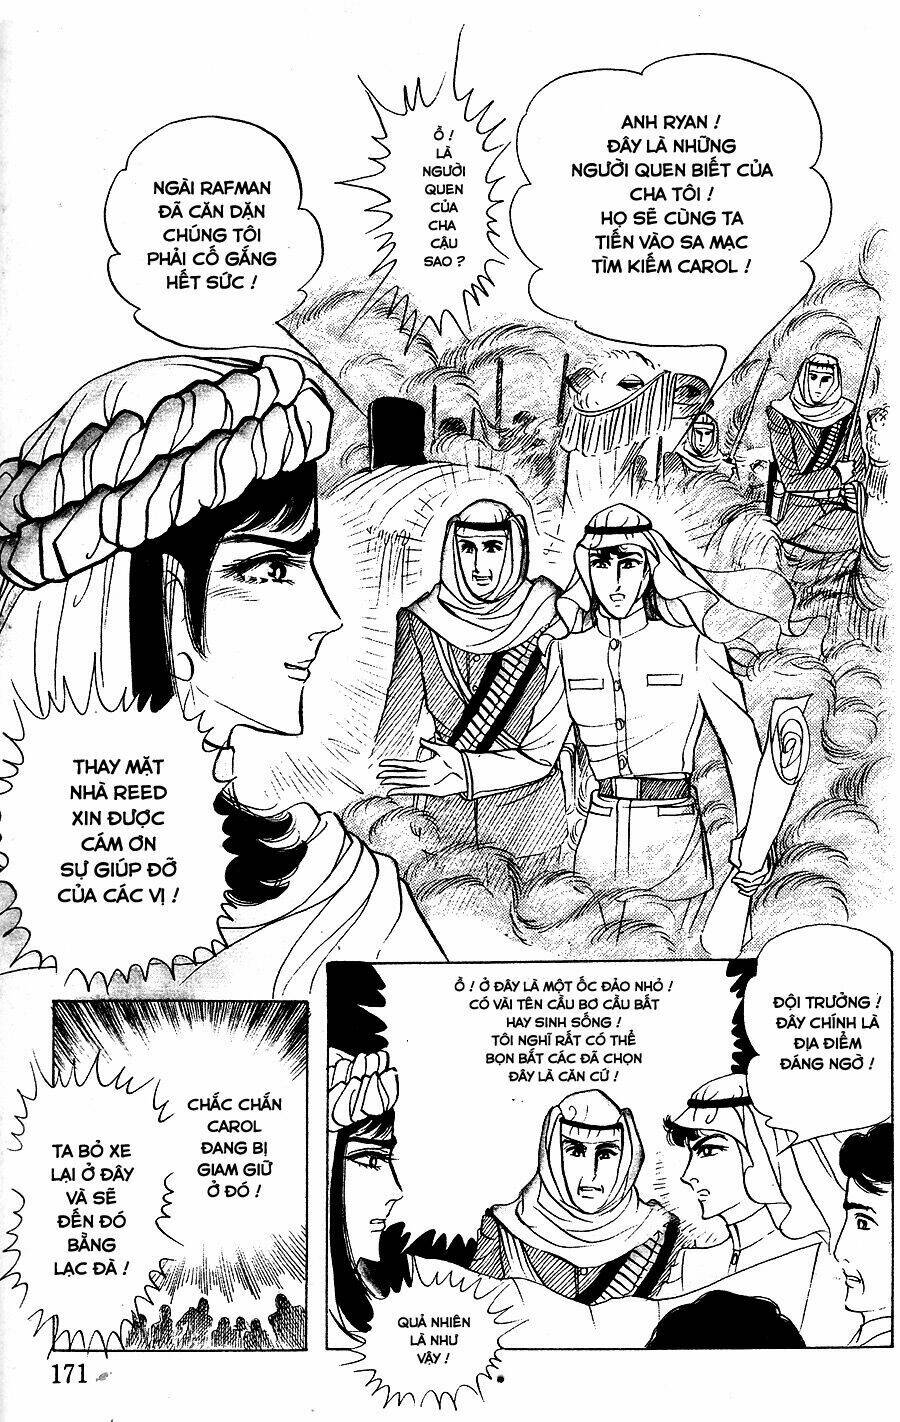 ANH RYAN !
ĐÂY LÀ NHỮNG
NGƯỜI QUEN BIẾT CỦA
CHA TÔI !
HỌ SẼ CÙNG TA
TIẾN VÀO SA MẠC
TÌM KIẾM CAROL !
Ồ !
LÀ
NGƯỜI
QUEN
CỦA
CHA
CẬU
SAO ?
NGÀI RAFMAN
ĐÃ CĂN DẶN
CHÚNG TÔI
PHẢI CỐ GẮNG
HẾT SỨC !
THAY MẶT
NHÀ REED
XIN ĐƯỢC
CÁM ƠN
SỰ GIÚP ĐỠ
CỦA CÁC VỊ !
ĐỘI TRƯỞNG !
ĐÂY CHÍNH LÀ
ĐỊA ĐIỂM
ĐÁNG NGỜ !
Ồ ! Ở ĐÂY LÀ MỘT ỐC ĐẢO NHỎ !
CÓ VÀI TÊN CẦU BƠ CẦU BẤT
HAY SINH SỐNG !
TÔI NGHĨ RẤT CÓ THỂ
BỌN BẮT CÁC ĐÃ CHỌN
ĐÂY LÀ CĂN CỨ !
QUẢ NHIÊN
LÀ NHƯ
VẬY !
CHẮC CHẮN
CAROL
ĐANG BỊ
GIAM GIỮ
Ở ĐÓ !
TA BỎ XE
LẠI Ở ĐÂY
VÀ SẼ
ĐẾN ĐÓ
BẰNG
LẠC ĐÀ !
171